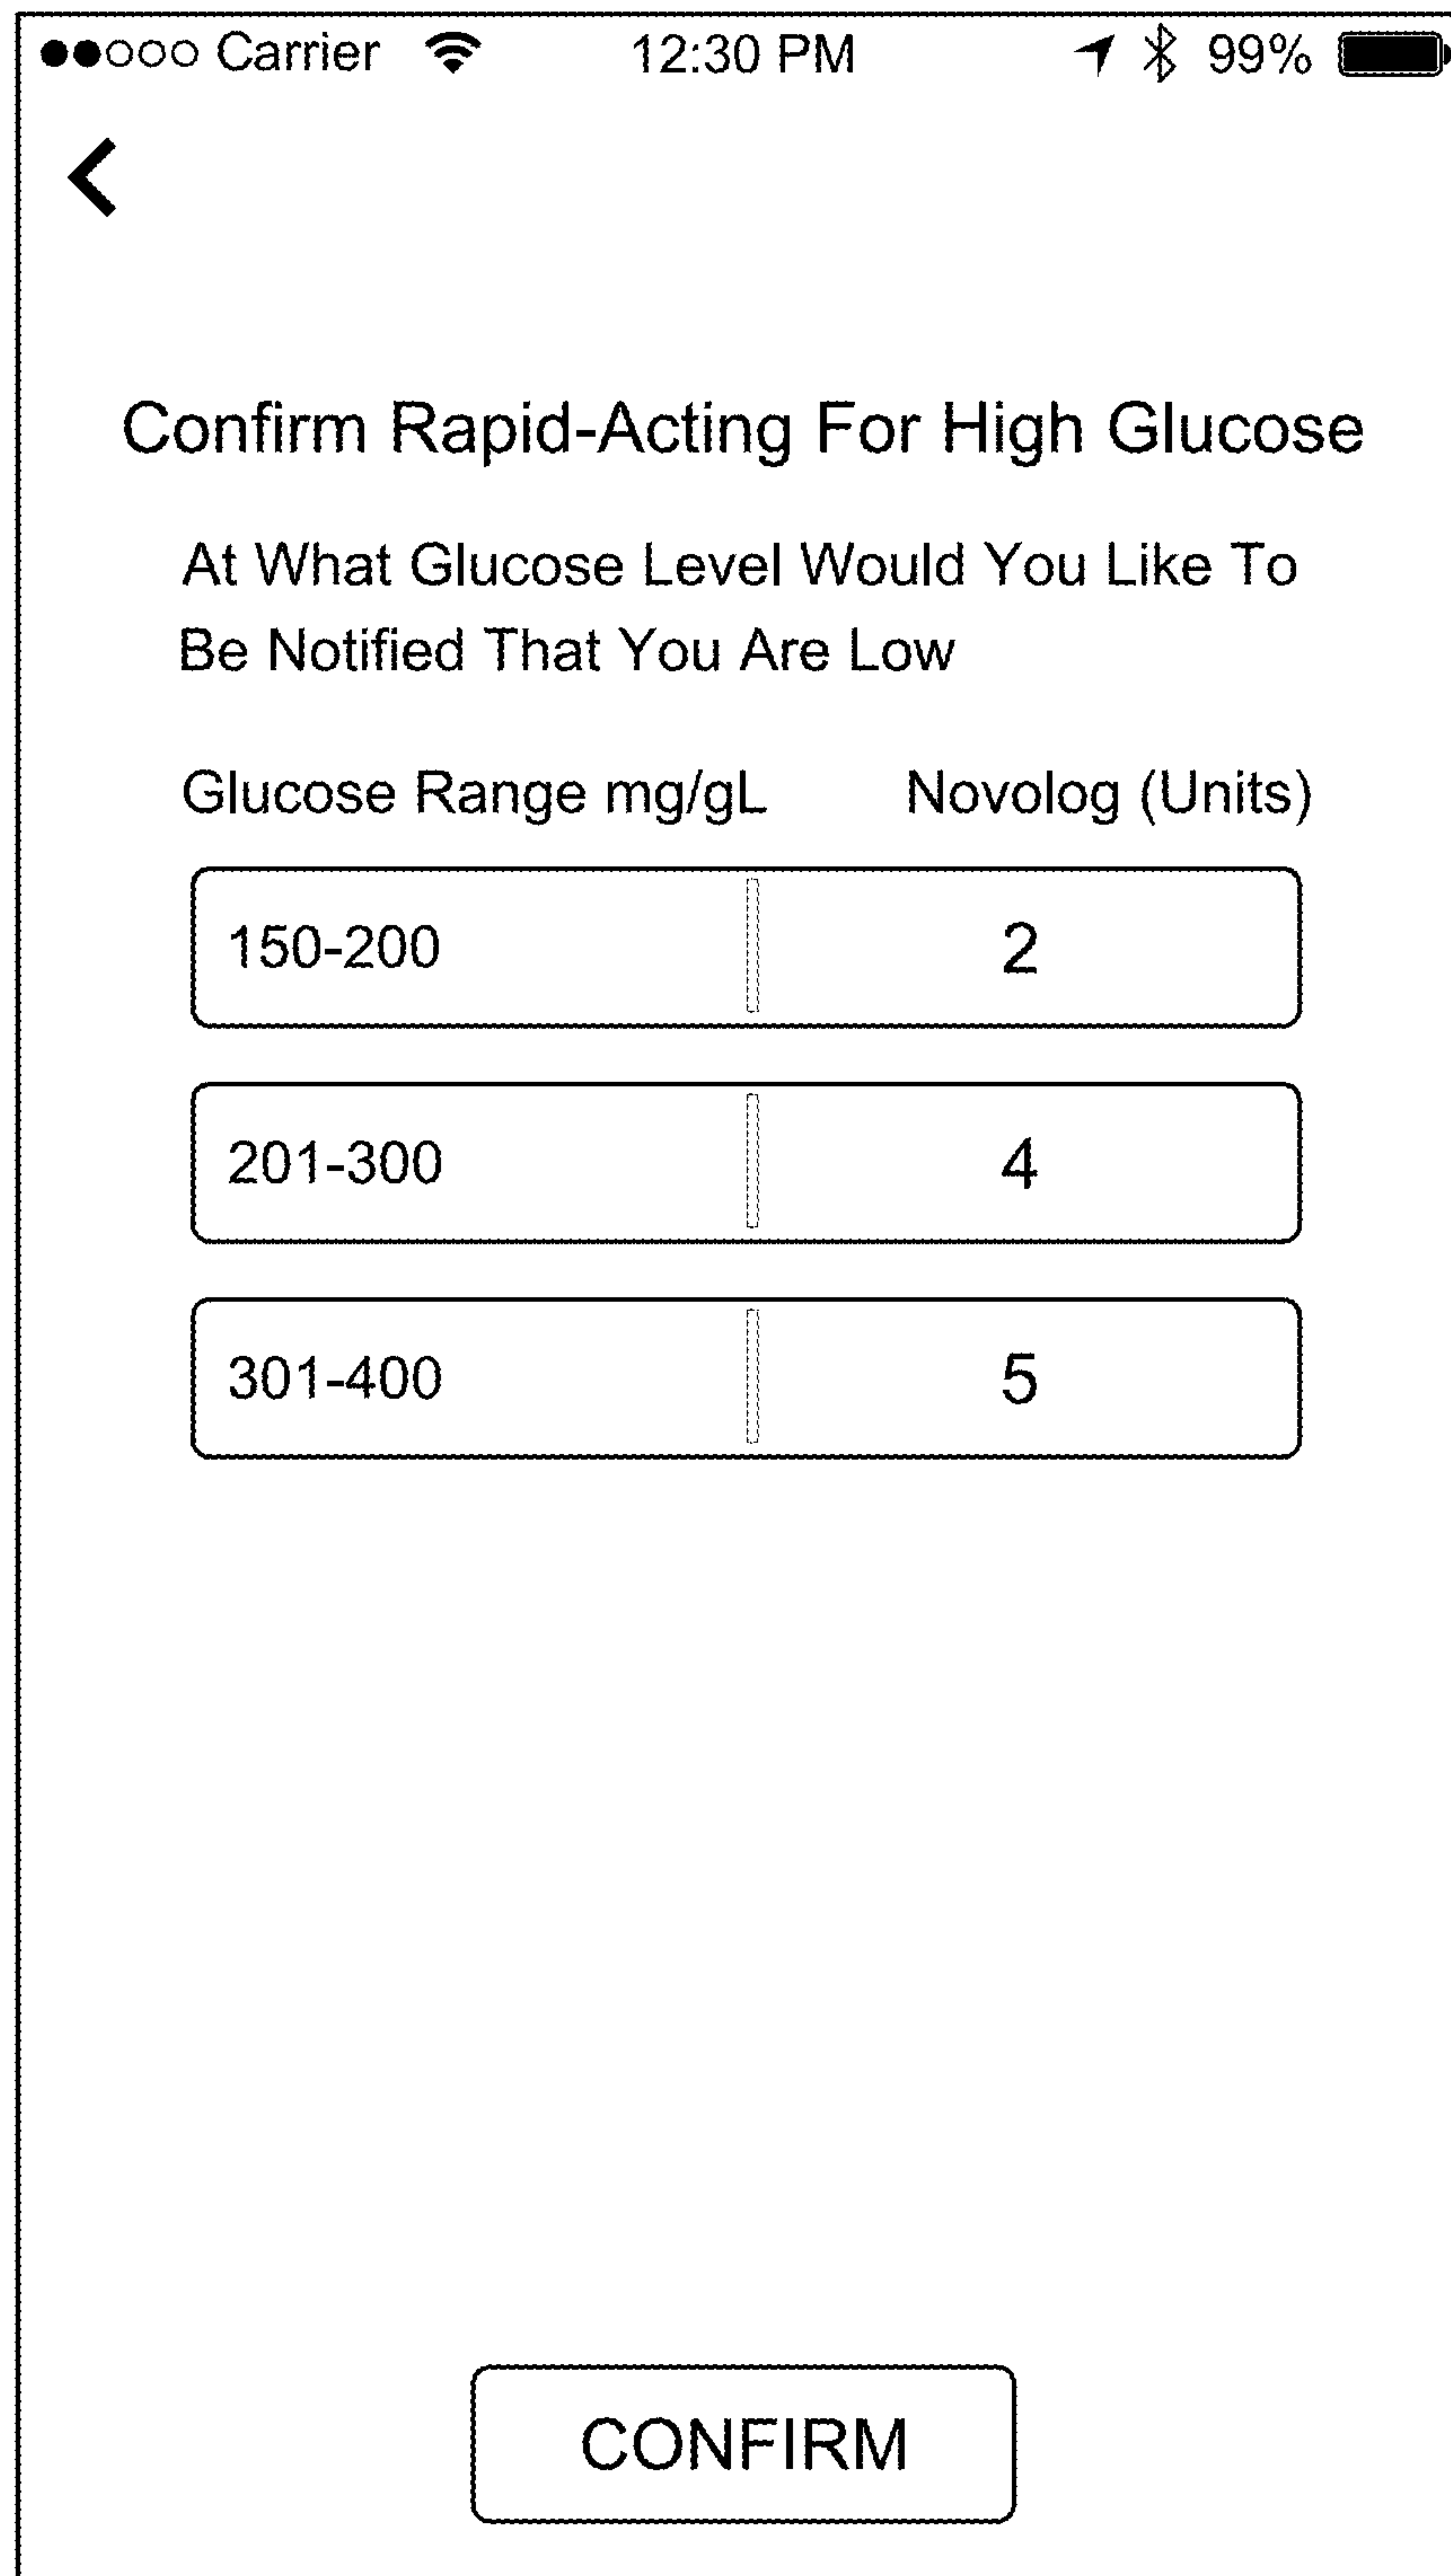 Carrier 12:30 PM 99%
Confirm Rapid-Acting For High Glucose
At What Glucose Level Would You Like To
Be Notified That You Are Low
Glucose Range mg/gL Novolog (Units)
150-200 2
201-300 4
301-400 5
CONFIRM